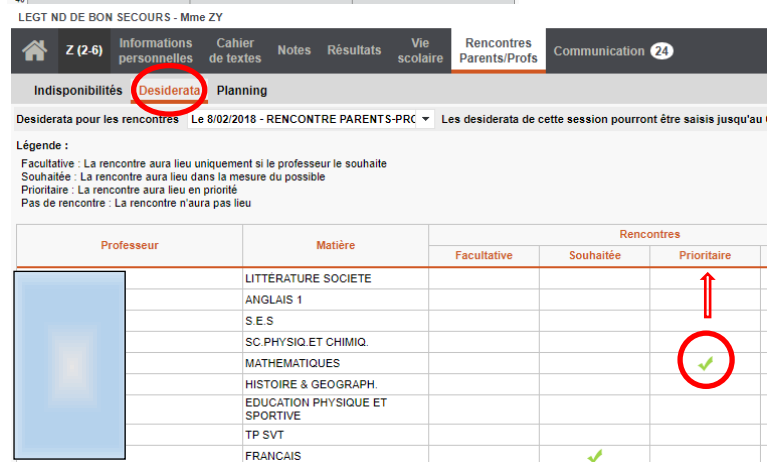 LEGT ND DE BON SECOURS - Mme ZY
Z (2-6) Informations personnelles Cahier de textes Notes Résultats Vie scolaire Rencontres Parents/Profs Communication 24
Indisponibilités Desiderata Planning
Desiderata pour les rencontres Le 8/02/2018 - RENCONTRE PARENTS-PRO Les desiderata de cette session pourront être saisis jusqu'au
Légende :
Facultative : La rencontre aura lieu uniquement si le professeur le souhaite
Souhaitée : La rencontre aura lieu dans la mesure du possible
Prioritaire : La rencontre aura lieu en priorité
Pas de rencontre : La rencontre n'aura pas lieu
Professeur Matière Rencontres
Facultative Souhaitée Prioritaire
LITTÉRATURE SOCIETE
ANGLAIS 1
S.E.S
SC.PHYSIQ.ET CHIMIQ.
MATHEMATIQUES
HISTOIRE & GEOGRAPH.
EDUCATION PHYSIQUE ET
SPORTIVE
TP SVT
FRANCAIS